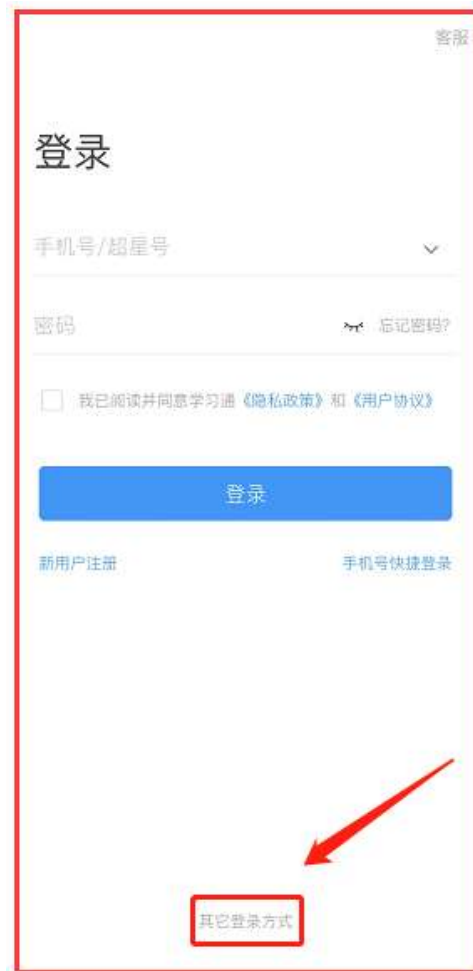 客服
登录
手机号/超星号
密码 忘记密码?
我已阅读并同意学习通《隐私政策》和《用户协议》
登录
新用户注册 手机号快捷登录
其它登录方式